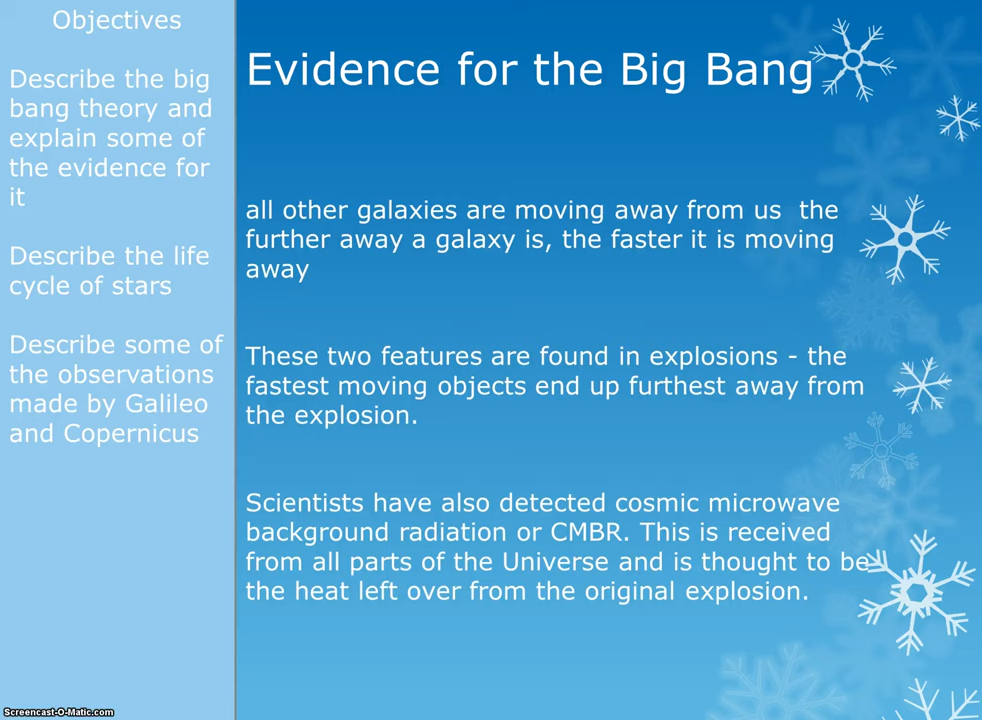 Objectives
Describe the big
bang theory and
explain some of
the evidence for
it
Describe the life
cycle of stars
Describe some of
the observations
made by Galileo
and Copernicus
Evidence for the Big Bang
all other galaxies are moving away from us  the
further away a galaxy is, the faster it is moving
away
These two features are found in explosions - the
fastest moving objects end up furthest away from
the explosion.
Scientists have also detected cosmic microwave
background radiation or CMBR. This is received
from all parts of the Universe and is thought to be
the heat left over from the original explosion.
Screencast-O-Matic.com